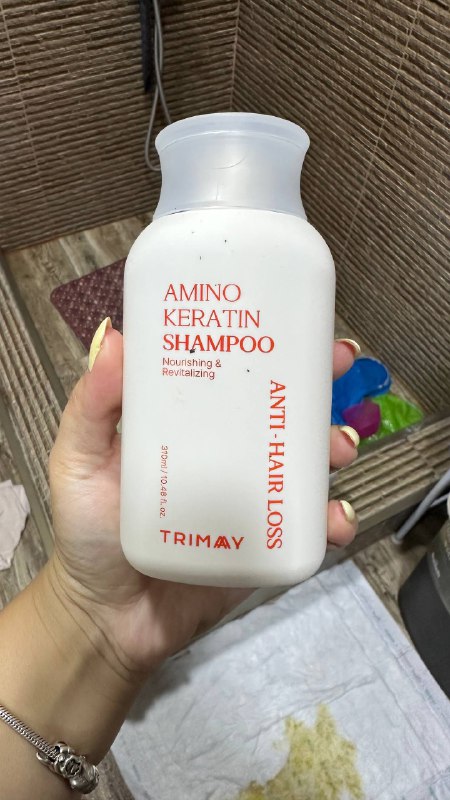 AMINO
KERATIN
SHAMPOO
Nourishing &
Revitalizing
ANTI-HAIR LOSS
310ml / 10.48 fl. oz.
TRIMAY